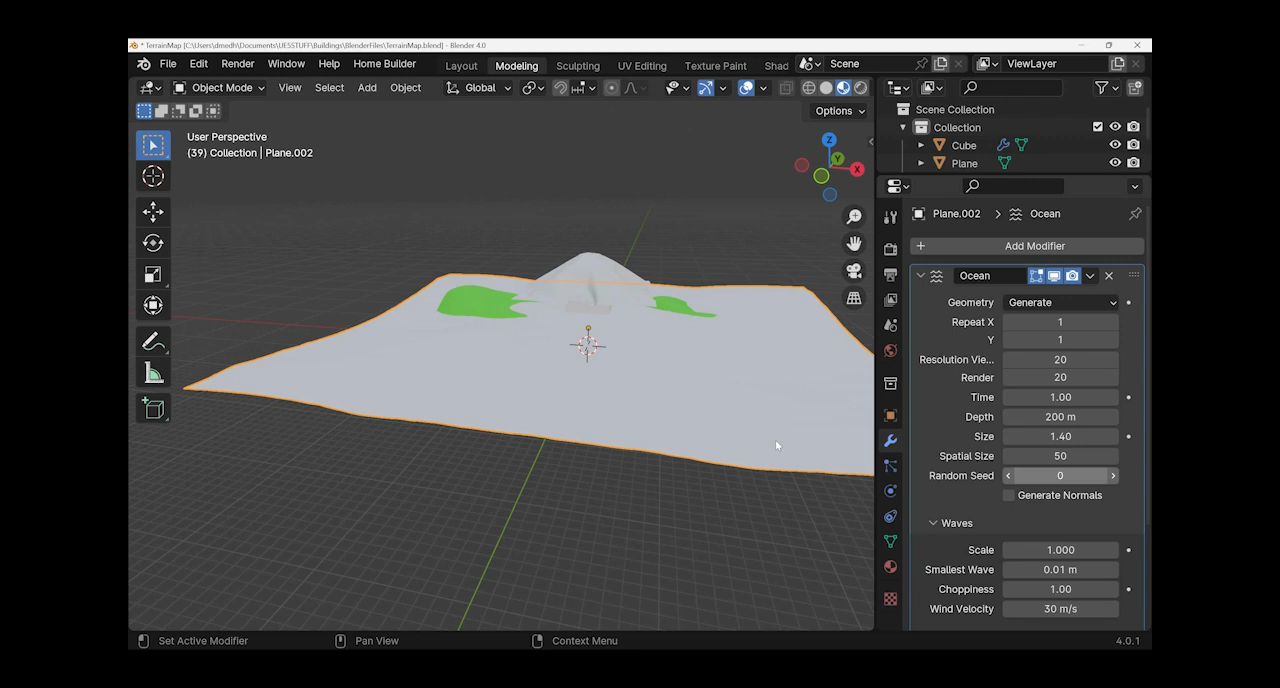 * TerrainMap [C:\Users\dmedh\Documents\UE5STUFF\Buildings\BlenderFiles\TerrainMap.blend] - Blender 4.0
File Edit Render Window Help Home Builder
Layout Modeling Sculpting UV Editing Texture Paint Shad
Scene
ViewLayer
Object Mode View Select Add Object
Global
Options
User Perspective
(39) Collection | Plane.002
Z
Y
X
Scene Collection
Collection
Cube
Plane
Plane.002 > Ocean
+ Add Modifier
Ocean
Geometry Generate
Repeat X 1
Y 1
Resolution Vie... 20
Render 20
Time 1.00
Depth 200 m
Size 1.40
Spatial Size 50
Random Seed < 0 >
Generate Normals
Waves
Scale 1.000
Smallest Wave 0.01 m
Choppiness 1.00
Wind Velocity 30 m/s
Set Active Modifier Pan View Context Menu 4.0.1